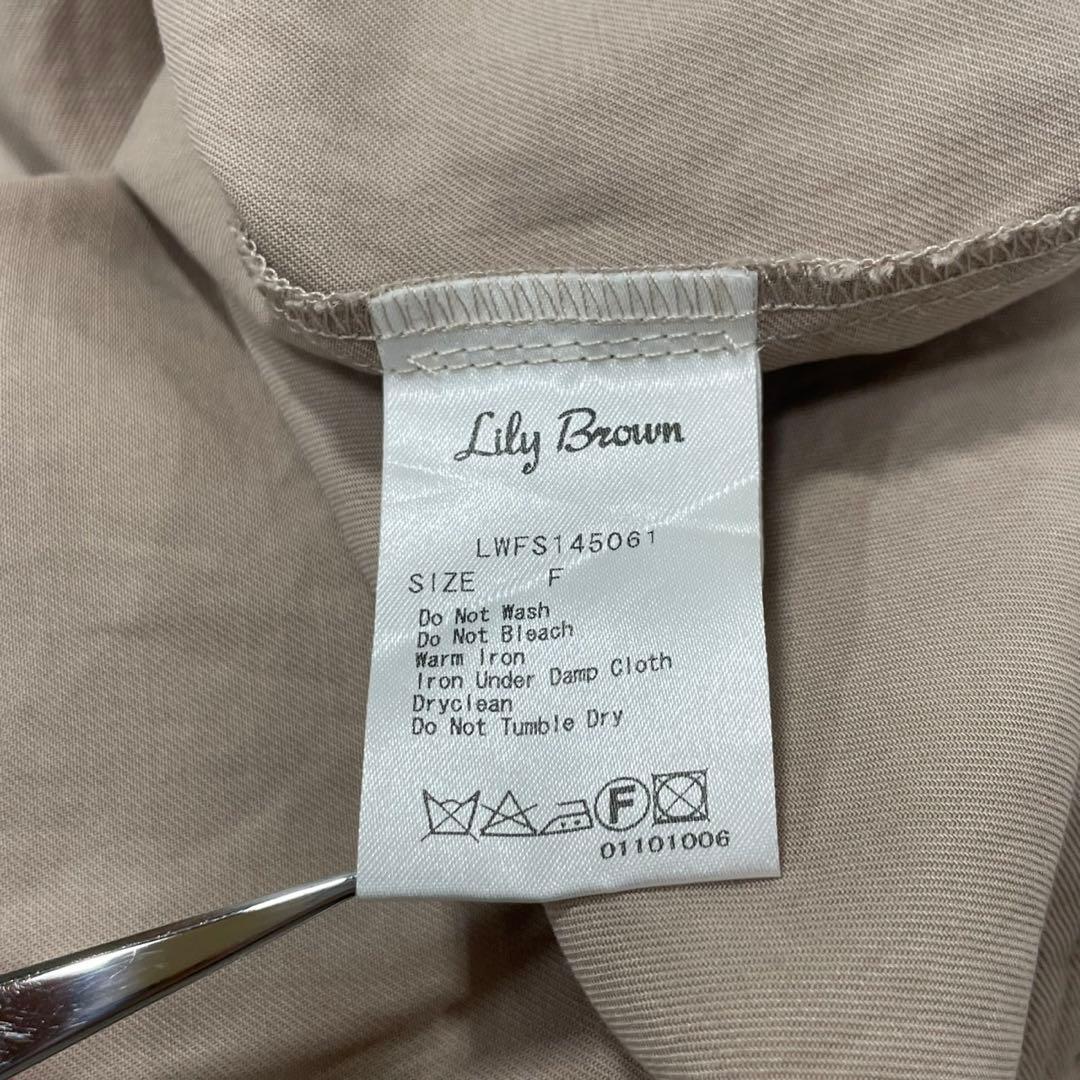 Lily Brown
LWFS145061
SIZE F
Do Not Wash
Do Not Bleach
Warm Iron
Iron Under Damp Cloth
Dryclean
Do Not Tumble Dry
F
01101006